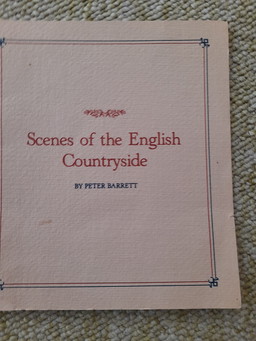 Scenes of the English
Countryside
BY PETER BARRETT